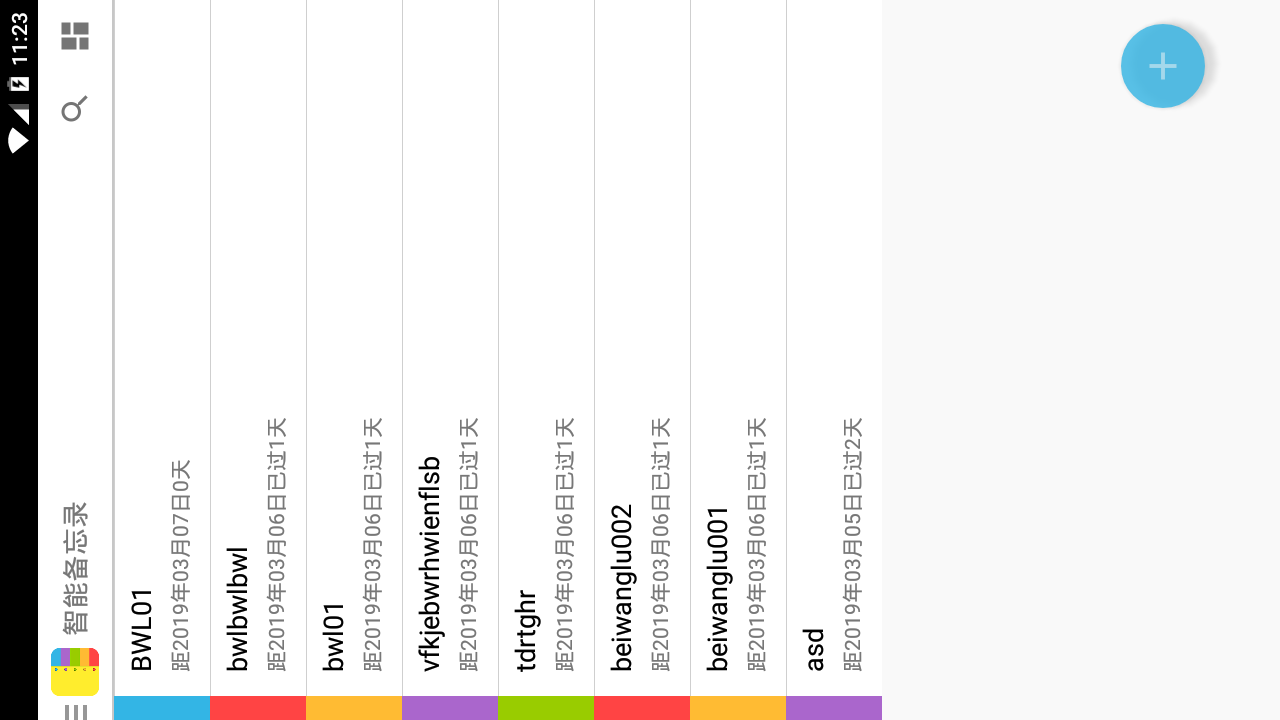 11:23
智能备忘录
BWL01
距2019年03月07日0天
bwlbwlbwl
距2019年03月06日已过1天
bwl01
距2019年03月06日已过1天
vfkjebwrhwienflsb
距2019年03月06日已过1天
tdrtghr
距2019年03月06日已过1天
beiwanglu002
距2019年03月06日已过1天
beiwanglu001
距2019年03月06日已过1天
asd
距2019年03月05日已过2天